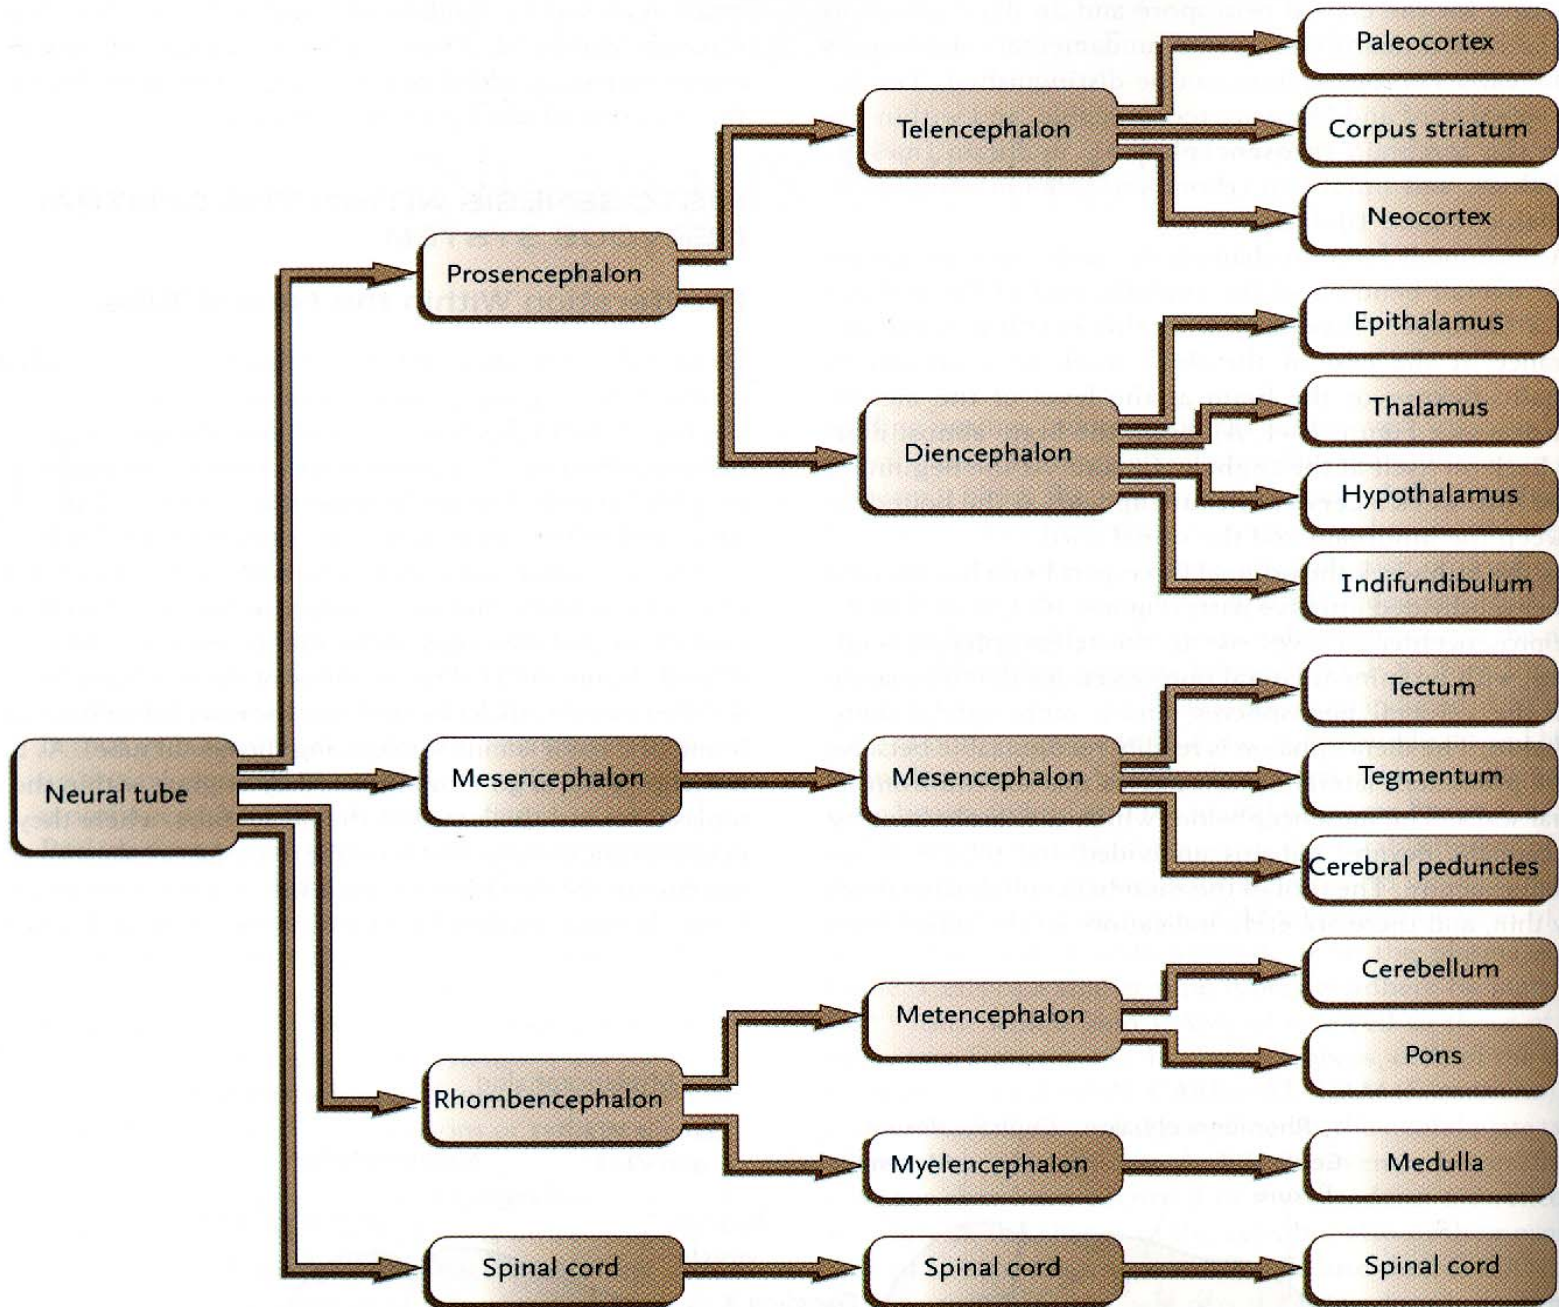 Neural tube
Prosencephalon
Mesencephalon
Rhombencephalon
Spinal cord
Telencephalon
Diencephalon
Mesencephalon
Metencephalon
Myelencephalon
Spinal cord
Paleocortex
Corpus striatum
Neocortex
Epithalamus
Thalamus
Hypothalamus
Indifundibulum
Tectum
Tegmentum
Cerebral peduncles
Cerebellum
Pons
Medulla
Spinal cord